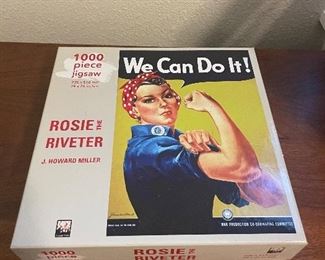 1000
piece
jigsaw
We Can Do It!
ROSIE THE
RIVETER
J. HOWARD MILLER
WAR PRODUCTION CO-ORDINATING COMMITTEE
1000
ROSIE THE
RIVETER